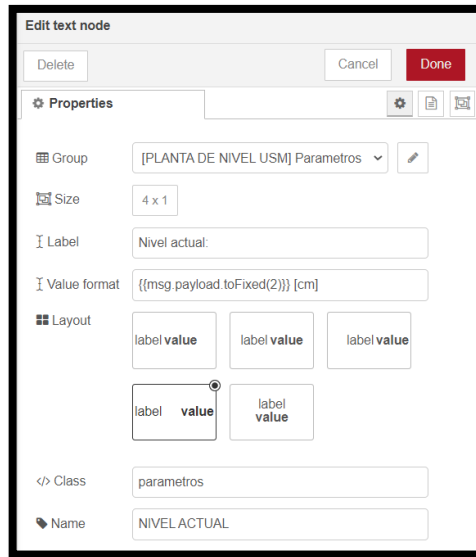 Edit text node
Delete Cancel Done
Properties
Group [PLANTA DE NIVEL USM] Parametros
Size 4 x 1
Label Nivel actual:
Value format {{msg.payload.toFixed(2)}} [cm]
Layout
label value label value label value
label value label
value
</> Class parametros
Name NIVEL ACTUAL